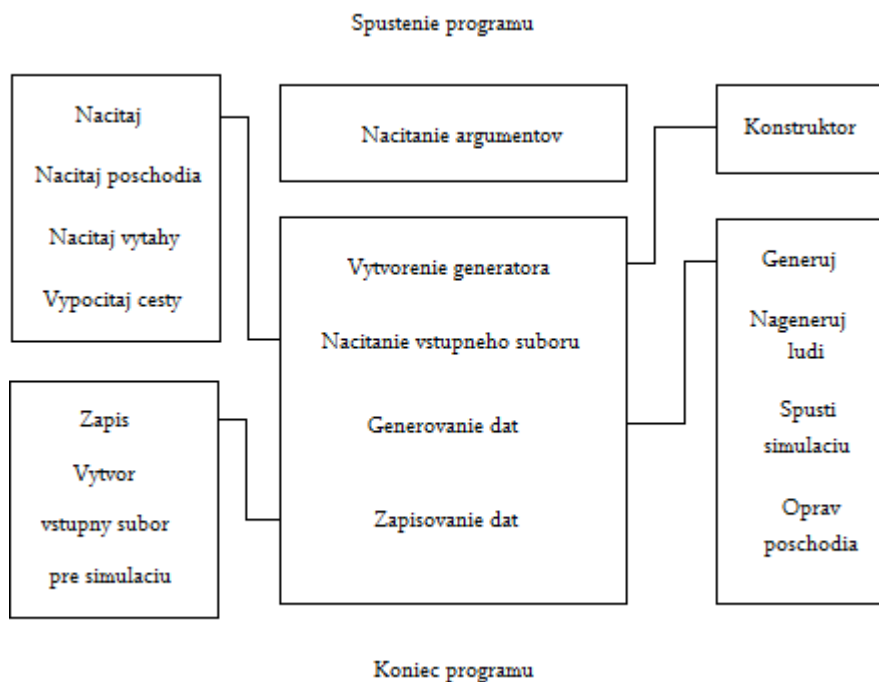 Spustenie programu
Nacitaj
Nacitaj poschodia
Nacitaj vytahy
Vypocitaj cesty
Nacitanie argumentov
Konstruktor
Vytvorenie generatora
Nacitanie vstupneho suboru
Generovanie dat
Zapisovanie dat
Generuj
Nageneruj
ludi
Spusti
simulaciu
Oprav
poschodia
Zapis
Vytvor
vstupny subor
pre simulaciu
Koniec programu